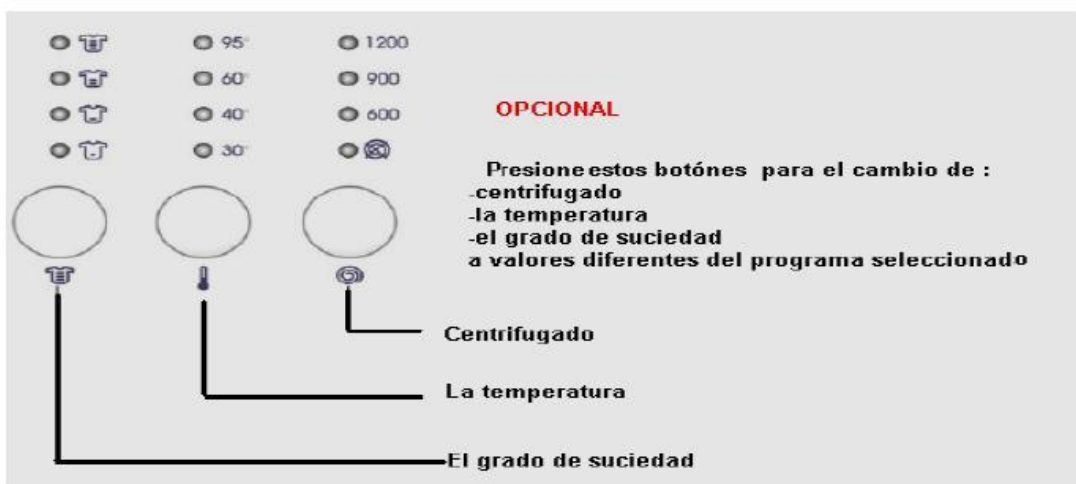 95° 1200
60° 900
40° 600
30°
OPCIONAL
Presione estos botónes para el cambio de :
-centrifugado
-la temperatura
-el grado de suciedad
a valores diferentes del programa seleccionado
Centrifugado
La temperatura
El grado de suciedad